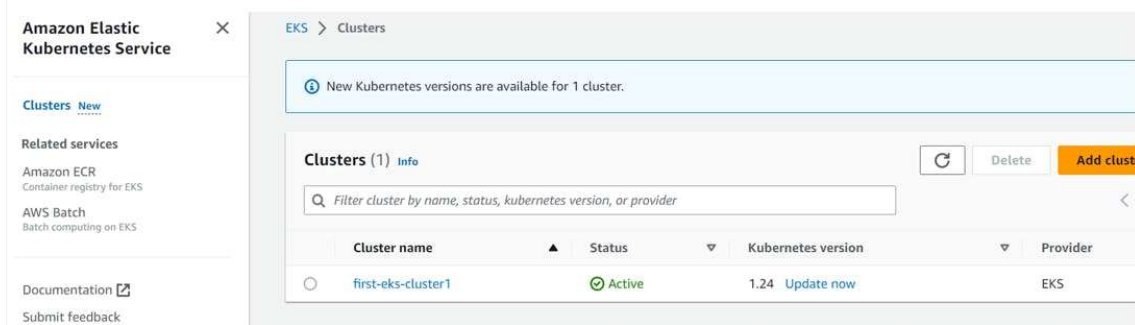 Amazon Elastic
Kubernetes Service
Clusters New
Related services
Amazon ECR
Container registry for EKS
AWS Batch
Batch computing on EKS
Documentation
Submit feedback
EKS > Clusters
New Kubernetes versions are available for 1 cluster.
Clusters (1) Info
Delete
Add clust
Filter cluster by name, status, kubernetes version, or provider
Cluster name Status Kubernetes version Provider
first-eks-cluster1 Active 1.24 Update now EKS